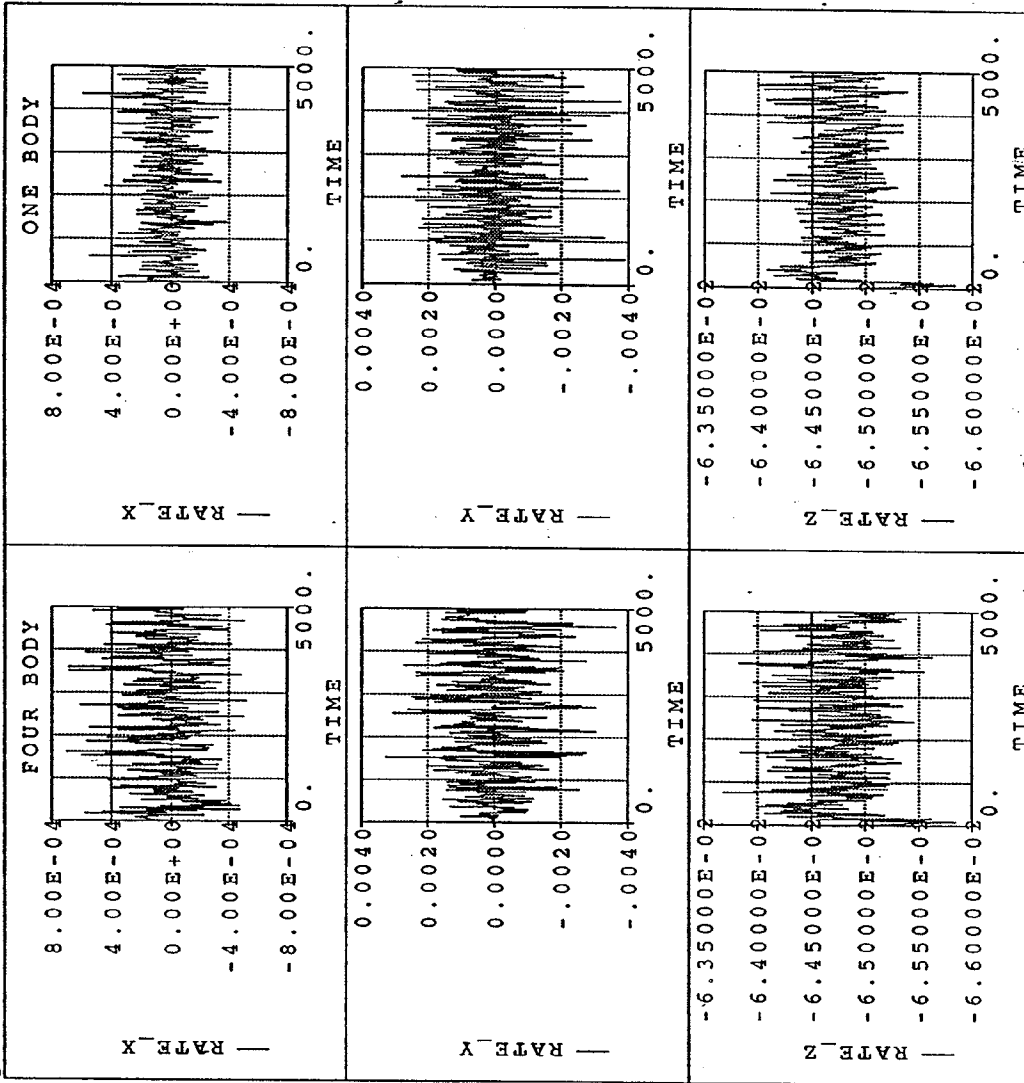 FOUR BODY
— RATE_X
8.00E-04
4.00E-04
0.00E+00
-4.00E-04
-8.00E-04
0.
5000.
TIME
ONE BODY
— RATE_X
8.00E-04
4.00E-04
0.00E+00
-4.00E-04
-8.00E-04
0.
5000.
TIME
— RATE_Y
0.0040
0.0020
0.0000
-.0020
-.0040
0.
5000.
TIME
— RATE_Y
0.0040
0.0020
0.0000
-.0020
-.0040
0.
5000.
TIME
— RATE_Z
-6.35000E-02
-6.40000E-02
-6.45000E-02
-6.50000E-02
-6.55000E-02
-6.60000E-02
0.
5000.
TIME
— RATE_Z
-6.35000E-02
-6.40000E-02
-6.45000E-02
-6.50000E-02
-6.55000E-02
-6.60000E-02
0.
5000.
TIME